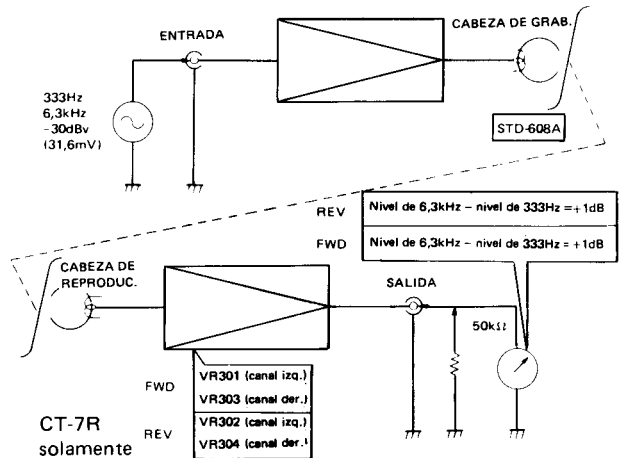 ENTRADA
CABEZA DE GRAB.
333Hz
6,3kHz
-30dBv
(31,6mV)
STD-608A
REV
Nivel de 6,3kHz – nivel de 333Hz = +1dB
FWD
Nivel de 6,3kHz – nivel de 333Hz = +1dB
CABEZA DE
REPRODUC.
SALIDA
50kΩ
FWD
VR301 (canal izq.)
VR303 (canal der.)
REV
VR302 (canal izq.)
VR304 (canal der.)
CT-7R
solamente